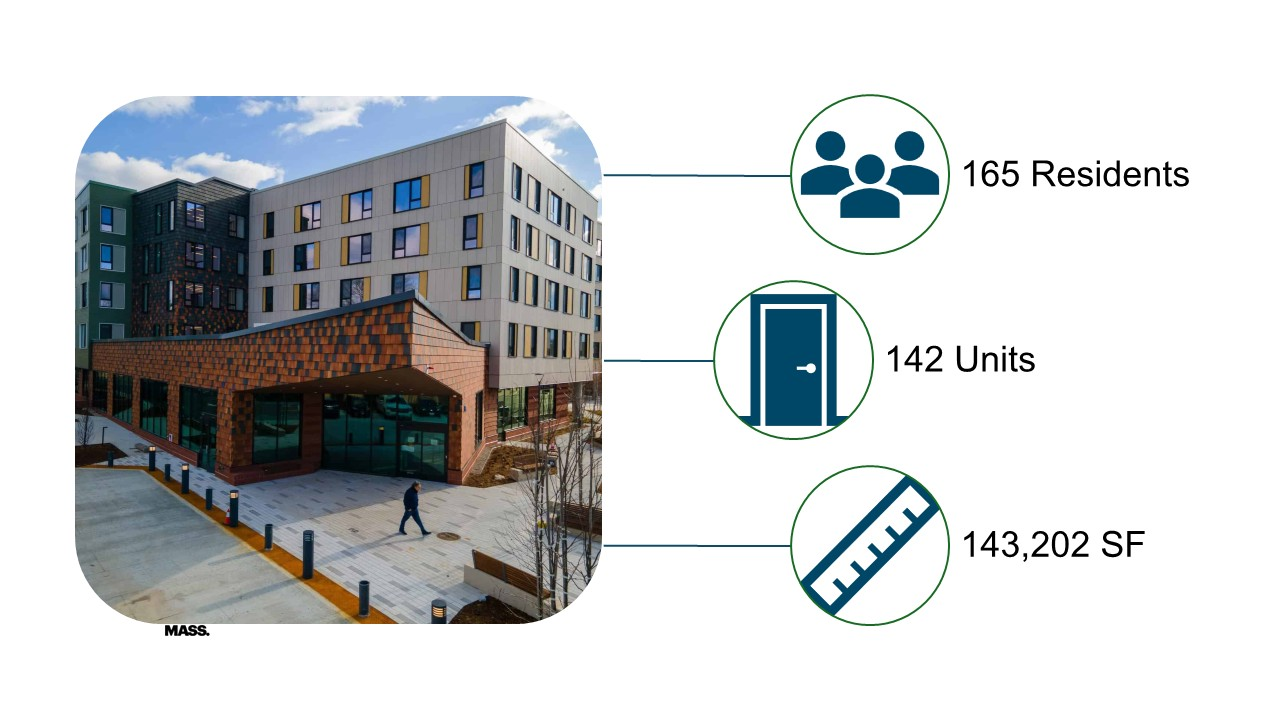 165 Residents
142 Units
143,202 SF
MASS.